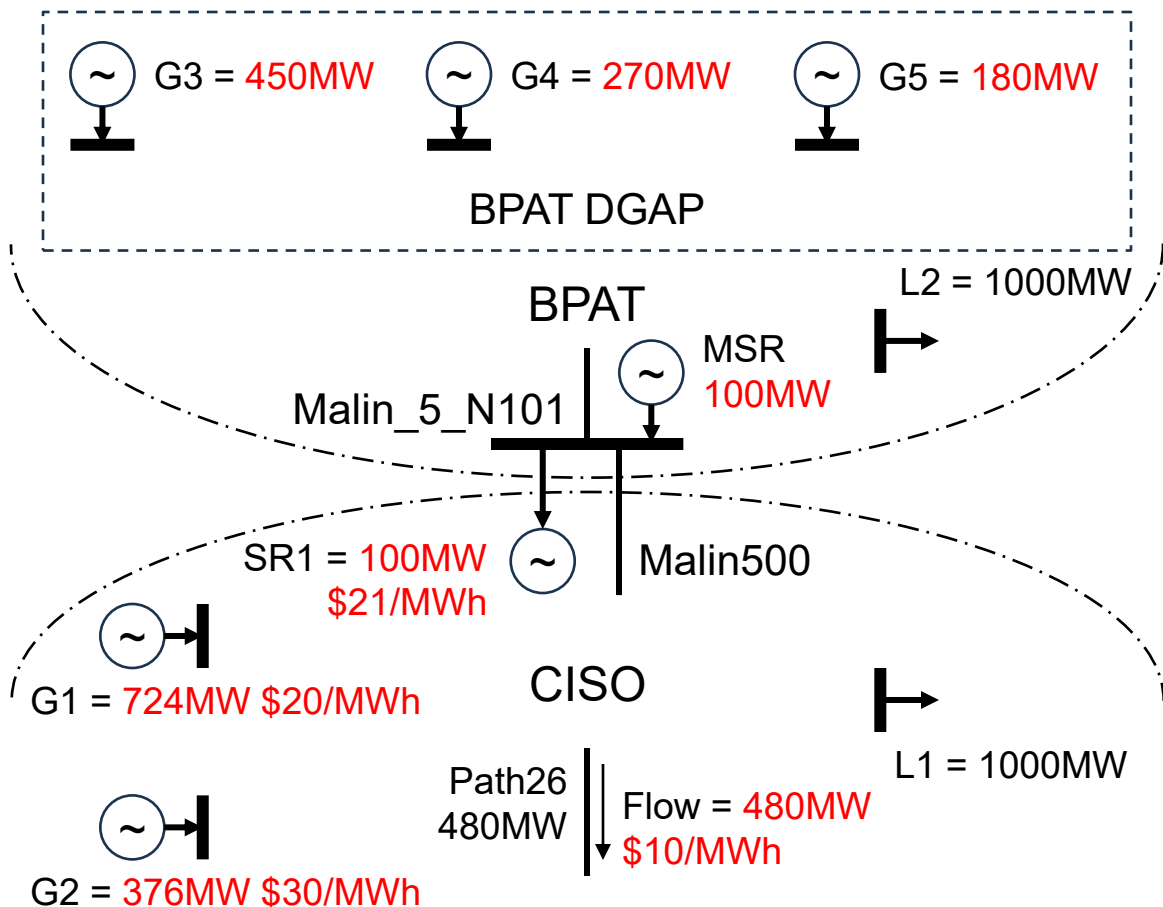 G3 = 450MW
G4 = 270MW
G5 = 180MW
BPAT DGAP
L2 = 1000MW
BPAT
MSR
100MW
Malin_5_N101
SR1 = 100MW
$21/MWh
Malin500
G1 = 724MW $20/MWh
CISO
L1 = 1000MW
Path26
480MW
Flow = 480MW
$10/MWh
G2 = 376MW $30/MWh